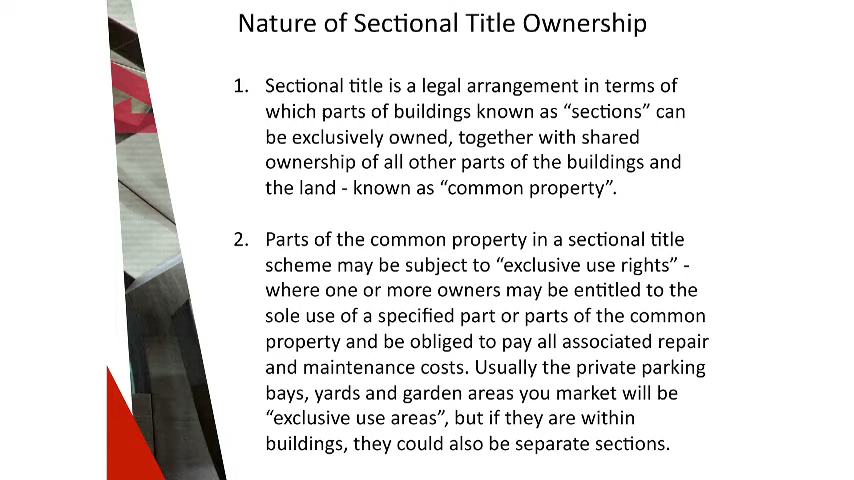 Nature of Sectional Title Ownership
1. Sectional title is a legal arrangement in terms of
which parts of buildings known as “sections” can
be exclusively owned, together with shared
ownership of all other parts of the buildings and
the land - known as “common property”.
2. Parts of the common property in a sectional title
scheme may be subject to “exclusive use rights” -
where one or more owners may be entitled to the
sole use of a specified part or parts of the common
property and be obliged to pay all associated repair
and maintenance costs. Usually the private parking
bays, yards and garden areas you market will be
“exclusive use areas”, but if they are within
buildings, they could also be separate sections.